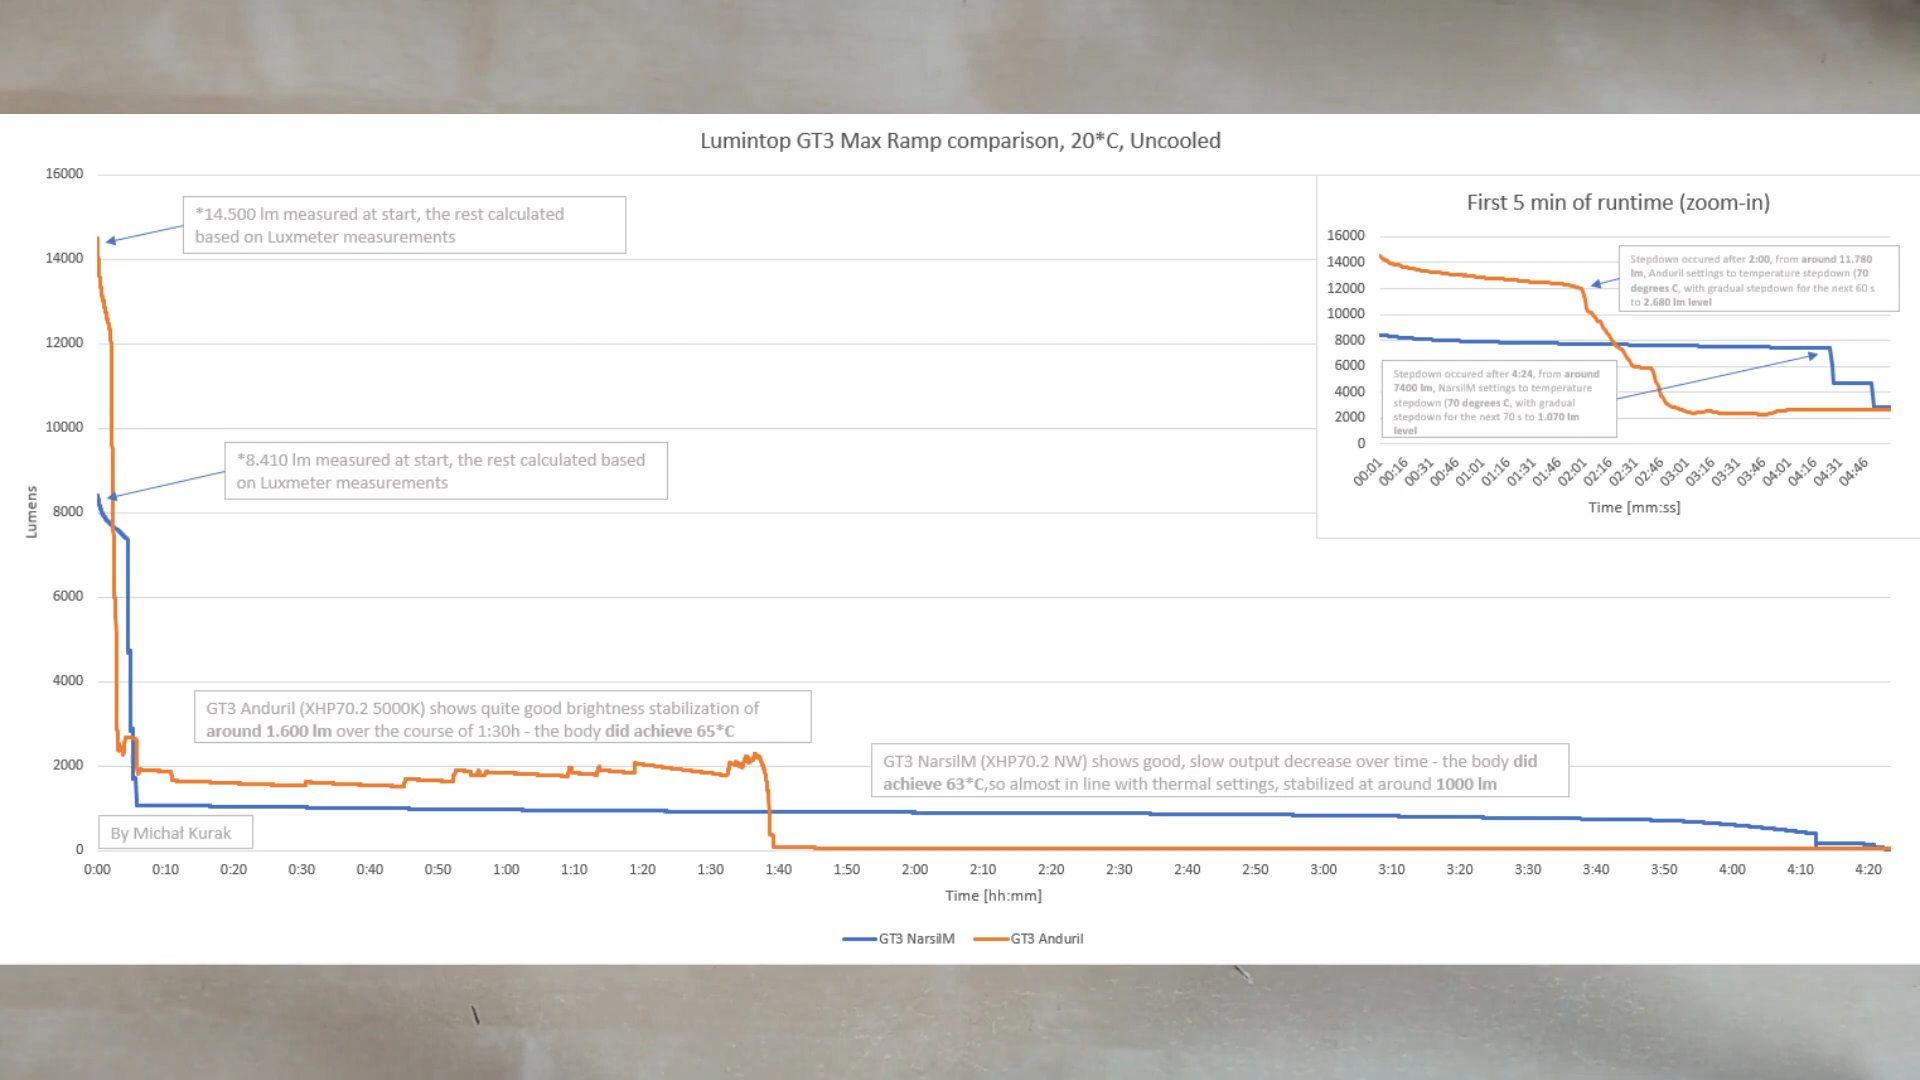 Lumintop GT3 Max Ramp comparison, 20*C, Uncooled
16000
14000
12000
10000
8000
6000
4000
2000
0
Lumens
*14.500 lm measured at start, the rest calculated
based on Luxmeter measurements
*8.410 lm measured at start, the rest calculated based
on Luxmeter measurements
GT3 Anduril (XHP70.2 5000K) shows quite good brightness stabilization of
around 1.600 lm over the course of 1:30h - the body did achieve 65*C
GT3 NarsilM (XHP70.2 NW) shows good, slow output decrease over time - the body did
achieve 63*C,so almost in line with thermal settings, stabilized at around 1000 lm
By Michał Kurak
0:00 0:10 0:20 0:30 0:40 0:50 1:00 1:10 1:20 1:30 1:40 1:50 2:00 2:10 2:20 2:30 2:40 2:50 3:00 3:10 3:20 3:30 3:40 3:50 4:00 4:10 4:20
Time [hh:mm]
GT3 NarsilM GT3 Anduril
First 5 min of runtime (zoom-in)
16000
14000
12000
10000
8000
6000
4000
2000
0
Stepdown occured after 2:00, from around 11.780
lm, Anduril settings to temperature stepdown (70
degrees C, with gradual stepdown for the next 60 s
to 2.680 lm level
Stepdown occured after 4:24, from around
7400 lm, NarsilM settings to temperature
stepdown (70 degrees C, with gradual
stepdown for the next 70 s to 1.070 lm
level
00:01 00:16 00:31 00:46 01:01 01:16 01:31 01:46 02:01 02:16 02:31 02:46 03:01 03:16 03:31 03:46 04:01 04:16 04:31 04:46
Time [mm:ss]